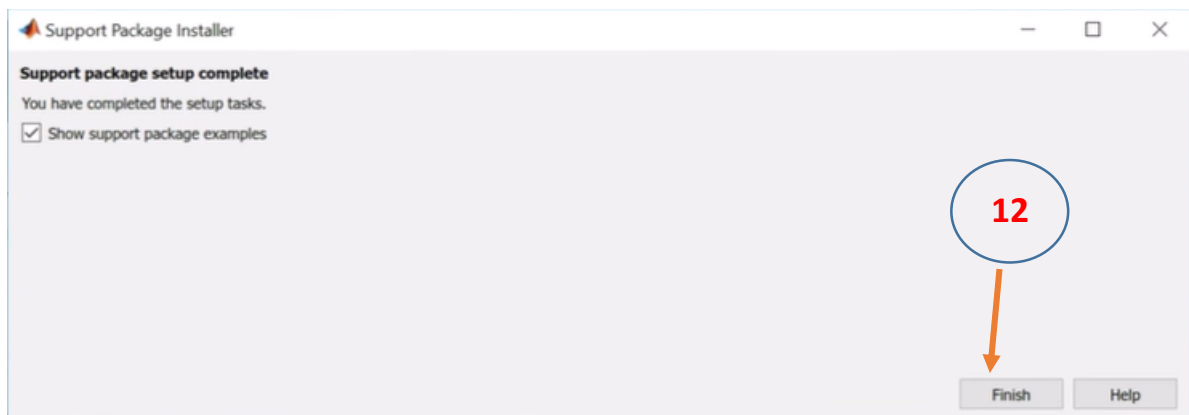 Support Package Installer
Support package setup complete
You have completed the setup tasks.
Show support package examples
12
Finish
Help